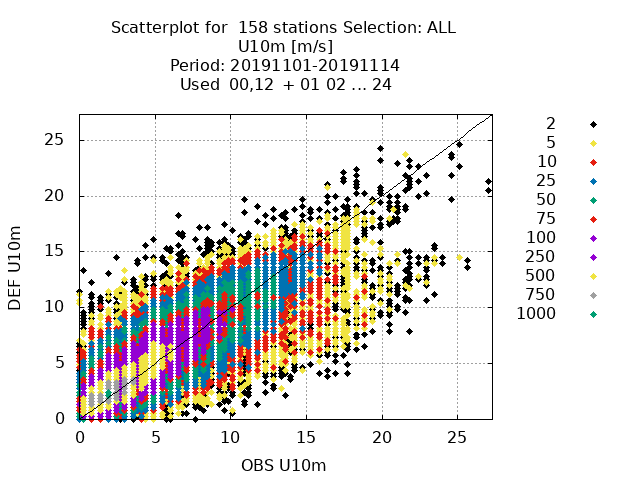 Scatterplot for  158 stations Selection: ALL
U10m [m/s]
Period: 20191101-20191114
Used  00,12  + 01 02 ... 24
DEF U10m
25
20
15
10
5
0
0 5 10 15 20 25
OBS U10m
2
5
10
25
50
75
100
250
500
750
1000